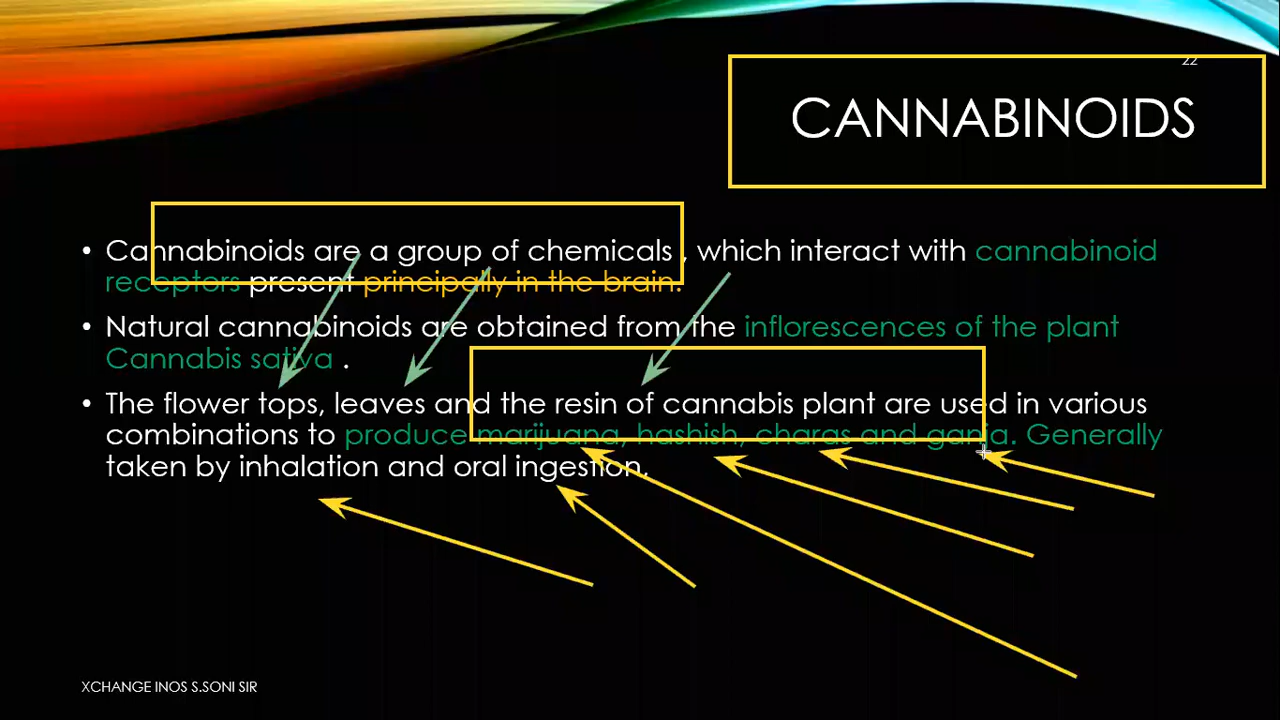 22
CANNABINOIDS
• Cannabinoids are a group of chemicals , which interact with cannabinoid
receptors present principally in the brain.
• Natural cannabinoids are obtained from the inflorescences of the plant
Cannabis sativa .
• The flower tops, leaves and the resin of cannabis plant are used in various
combinations to produce marijuana, hashish, charas and ganja. Generally
taken by inhalation and oral ingestion.
XCHANGE INOS S.SONI SIR